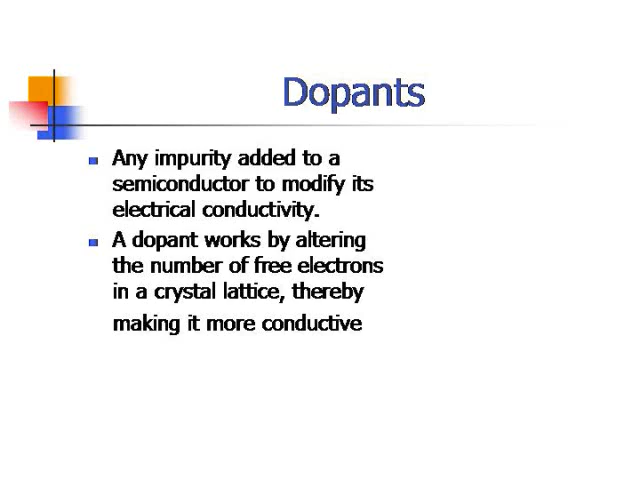 Dopants
Any impurity added to a
semiconductor to modify its
electrical conductivity.
A dopant works by altering
the number of free electrons
in a crystal lattice, thereby
making it more conductive